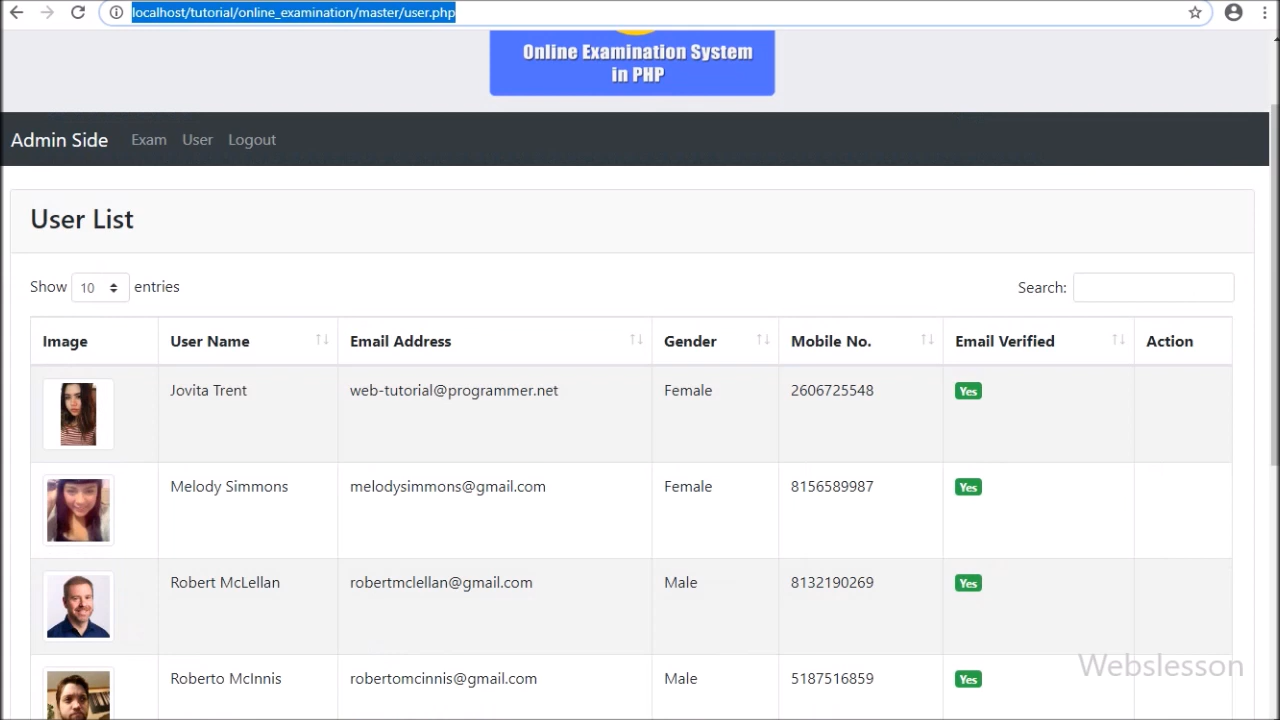 localhost/tutorial/online_examination/master/user.php
Online Examination System
in PHP
Admin Side Exam User Logout
User List
Show 10 entries Search:
Image User Name Email Address Gender Mobile No. Email Verified Action
Jovita Trent web-tutorial@programmer.net Female 2606725548 Yes
Melody Simmons melodysimmons@gmail.com Female 8156589987 Yes
Robert McLellan robertmclellan@gmail.com Male 8132190269 Yes
Webslesson
Roberto McInnis robertomcinnis@gmail.com Male 5187516859 Yes